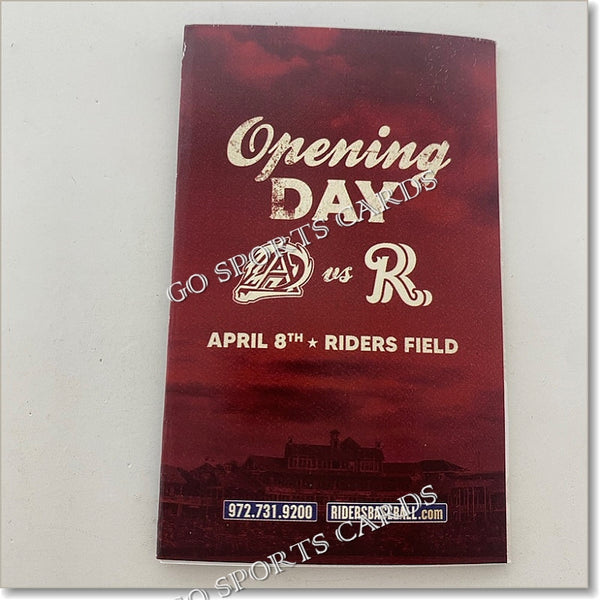 Opening
DAY
A vs R
APRIL 8TH ★ RIDERS FIELD
972.731.9200 RIDERSBASEBALL.com
GO SPORTS CARDS
GO SPORTS CARDS